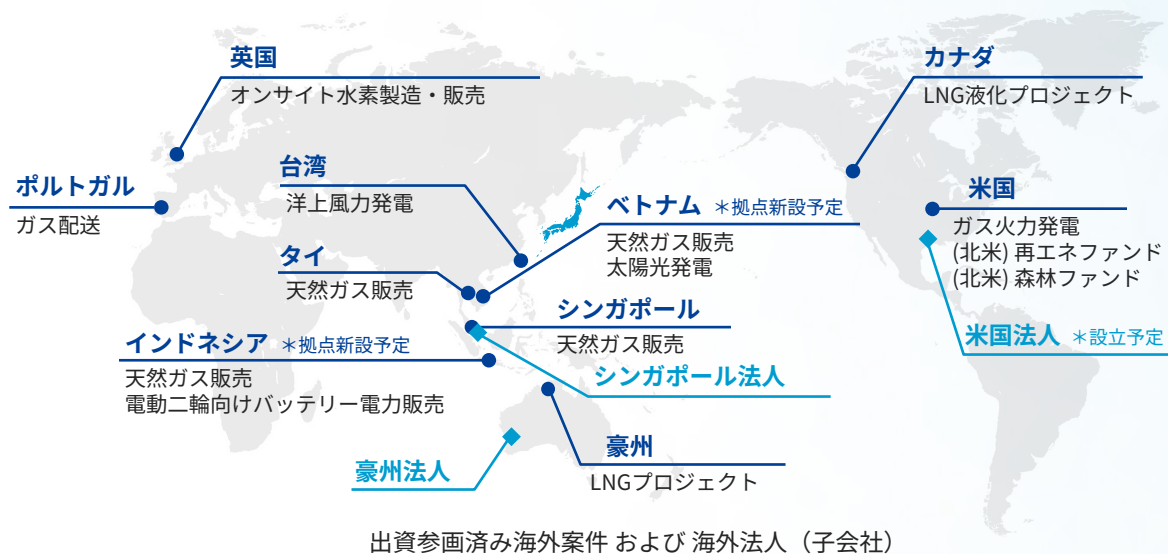 英国
オンサイト水素製造・販売
カナダ
LNG液化プロジェクト
ポルトガル
ガス配送
台湾
洋上風力発電
ベトナム ＊拠点新設予定
天然ガス販売
太陽光発電
米国
ガス火力発電
(北米) 再エネファンド
(北米) 森林ファンド
タイ
天然ガス販売
シンガポール
天然ガス販売
米国法人 ＊設立予定
インドネシア ＊拠点新設予定
天然ガス販売
電動二輪向けバッテリー電力販売
シンガポール法人
豪州
LNGプロジェクト
豪州法人
出資参画済み海外案件 および 海外法人（子会社）